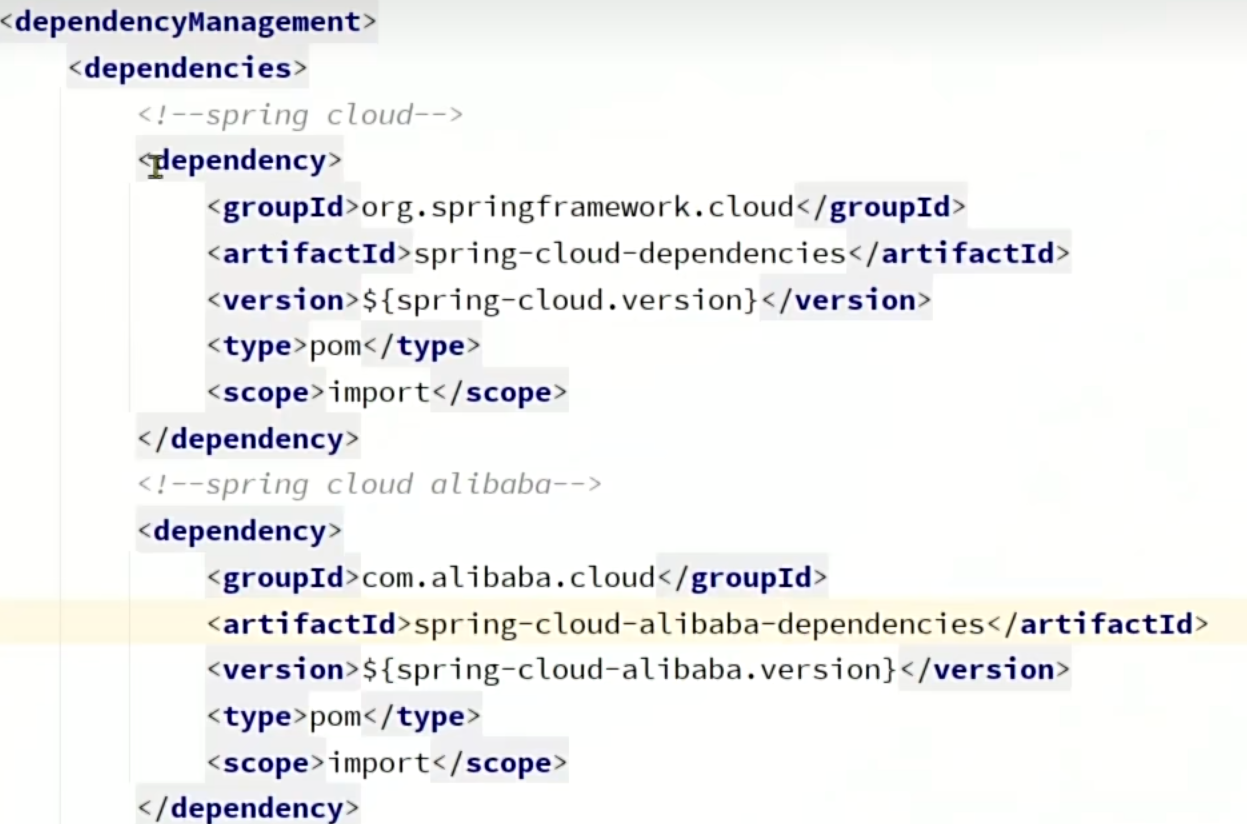 <dependencyManagement>
<dependencies>
<!--spring cloud-->
<dependency>
<groupId>org.springframework.cloud</groupId>
<artifactId>spring-cloud-dependencies</artifactId>
<version>${spring-cloud.version}</version>
<type>pom</type>
<scope>import</scope>
</dependency>
<!--spring cloud alibaba-->
<dependency>
<groupId>com.alibaba.cloud</groupId>
<artifactId>spring-cloud-alibaba-dependencies</artifactId>
<version>${spring-cloud-alibaba.version}</version>
<type>pom</type>
<scope>import</scope>
</dependency>